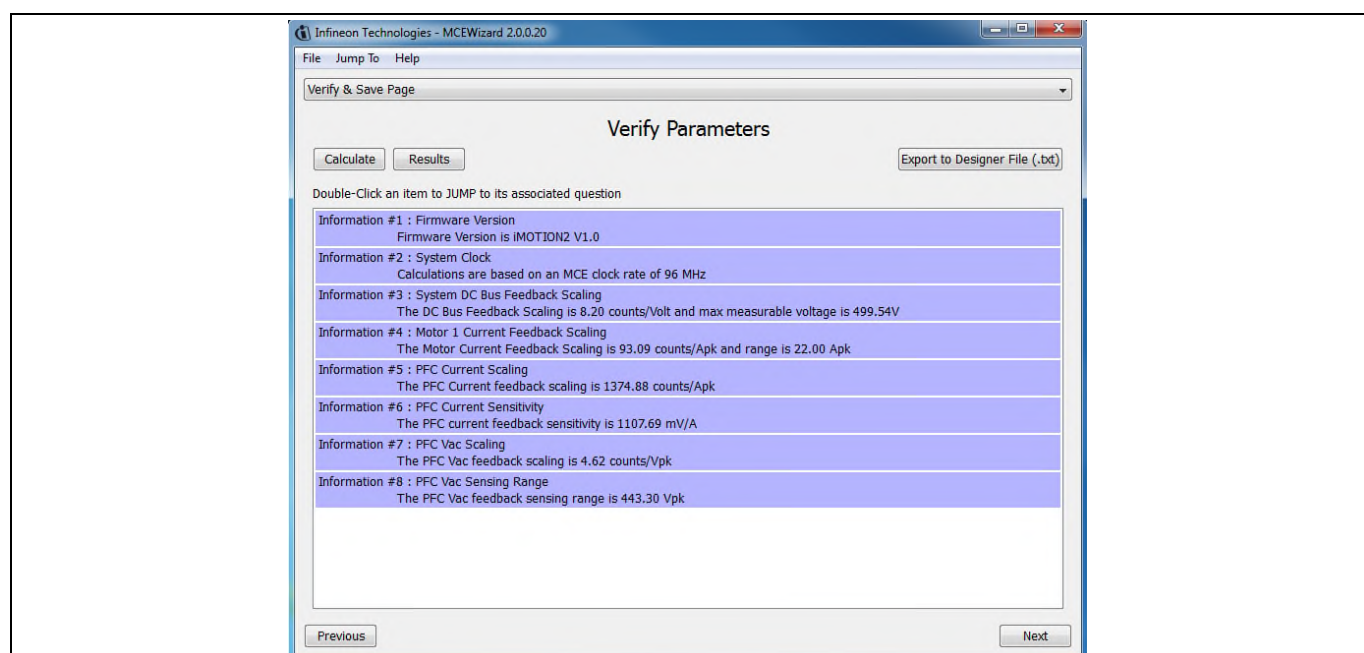 Infineon Technologies - MCEWizard 2.0.0.20
File Jump To Help
Verify & Save Page
Verify Parameters
Calculate Results Export to Designer File (.txt)
Double-Click an item to JUMP to its associated question
Information #1 : Firmware Version
Firmware Version is iMOTION2 V1.0
Information #2 : System Clock
Calculations are based on an MCE clock rate of 96 MHz
Information #3 : System DC Bus Feedback Scaling
The DC Bus Feedback Scaling is 8.20 counts/Volt and max measurable voltage is 499.54V
Information #4 : Motor 1 Current Feedback Scaling
The Motor Current Feedback Scaling is 93.09 counts/Apk and range is 22.00 Apk
Information #5 : PFC Current Scaling
The PFC Current feedback scaling is 1374.88 counts/Apk
Information #6 : PFC Current Sensitivity
The PFC current feedback sensitivity is 1107.69 mV/A
Information #7 : PFC Vac Scaling
The PFC Vac feedback scaling is 4.62 counts/Vpk
Information #8 : PFC Vac Sensing Range
The PFC Vac feedback sensing range is 443.30 Vpk
Previous Next